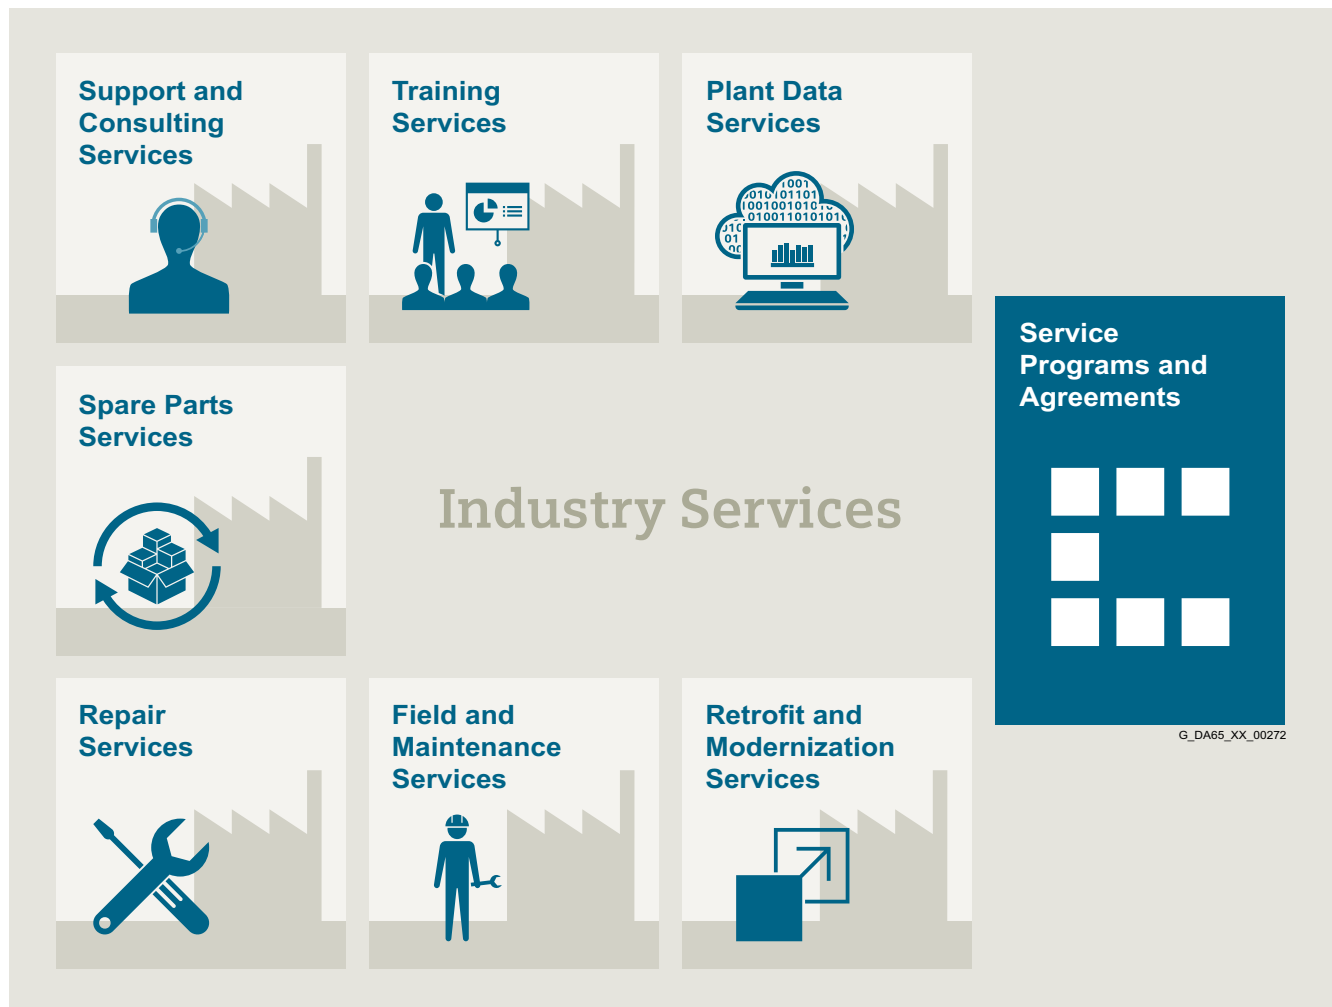 Support and
Consulting
Services
Training
Services
Plant Data
Services
Service
Programs and
Agreements
Spare Parts
Services
Industry Services
Repair
Services
Field and
Maintenance
Services
Retrofit and
Modernization
Services
G_DA65_XX_00272